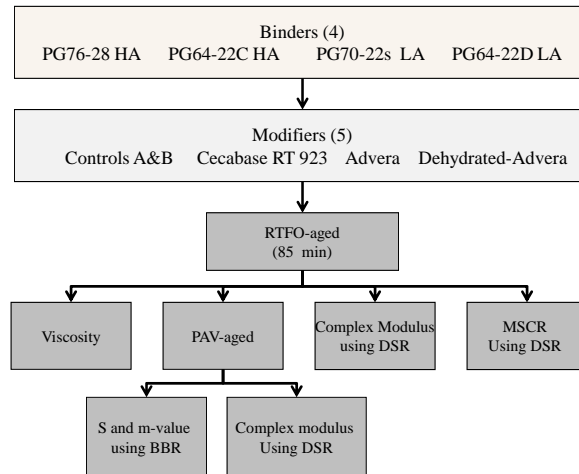 Binders (4)
PG76-28 HA PG64-22C HA PG70-22s LA PG64-22D LA
Modifiers (5)
Controls A&B Cecabase RT 923 Advera Dehydrated-Advera
RTFO-aged
(85 min)
Viscosity
PAV-aged
Complex Modulus
using DSR
MSCR
Using DSR
S and m-value
using BBR
Complex modulus
Using DSR